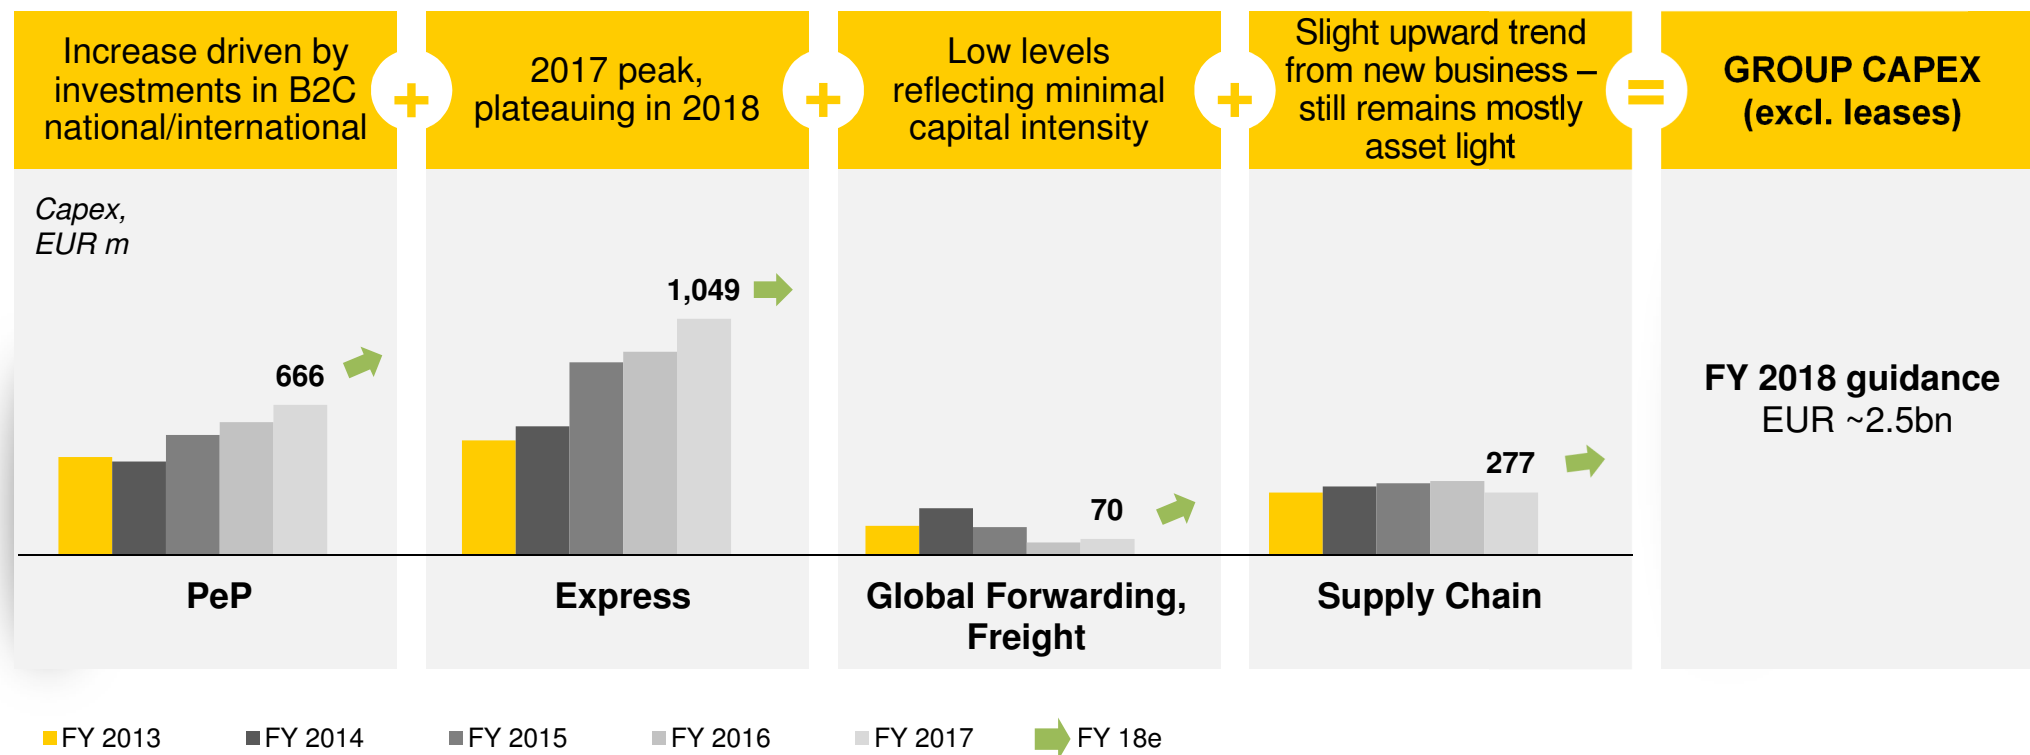 Increase driven by
investments in B2C
national/international
+
2017 peak,
plateauing in 2018
+
Low levels
reflecting minimal
capital intensity
+
Slight upward trend
from new business –
still remains mostly
asset light
=
GROUP CAPEX
(excl. leases)
Capex,
EUR m
666
1,049
70
277
FY 2018 guidance
EUR ~2.5bn
PeP
Express
Global Forwarding,
Freight
Supply Chain
FY 2013
FY 2014
FY 2015
FY 2016
FY 2017
FY 18e